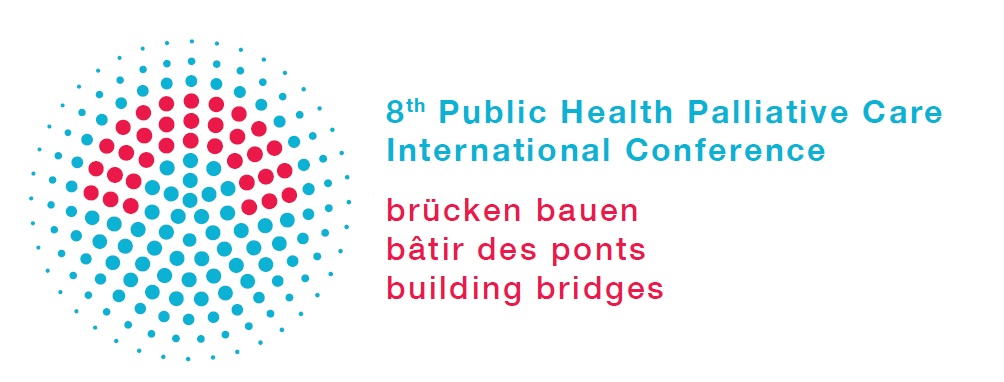 8th Public Health Palliative Care
International Conference
brücken bauen
bâtir des ponts
building bridges